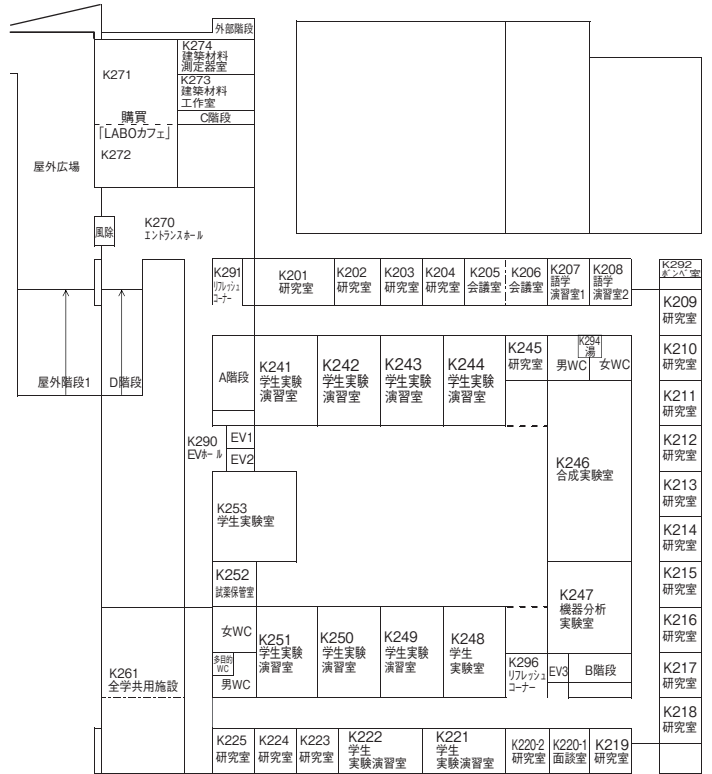 外部階段
K274
建築材料
測定器室
K273
建築材料
工作室
C階段
K271
購買
「LABOカフェ」
K272
屋外広場
風除
K270
エントランスホール
K291
リフレッシュ
コーナー
K201
研究室
K202
研究室
K203
研究室
K204
研究室
K205
会議室
K206
会議室
K207
語学
演習室1
K208
語学
演習室2
K292
ボンベ室
K209
研究室
K210
研究室
K211
研究室
K212
研究室
K213
研究室
K214
研究室
K215
研究室
K216
研究室
K217
研究室
K218
研究室
屋外階段1
D階段
A階段
K241
学生実験
演習室
K242
学生実験
演習室
K243
学生実験
演習室
K244
学生実験
演習室
K245
研究室
K294
湯
男WC
女WC
K290
EVホール
EV1
EV2
K246
合成実験室
K253
学生実験室
K252
試薬保管室
K247
機器分析
実験室
女WC
多目的
WC
男WC
K251
学生実験
演習室
K250
学生実験
演習室
K249
学生実験
演習室
K248
学生
実験室
K296
リフレッシュ
コーナー
EV3
B階段
K261
全学共用施設
K225
研究室
K224
研究室
K223
研究室
K222
学生
実験演習室
K221
学生
実験演習室
K220-2
研究室
K220-1
面談室
K219
研究室